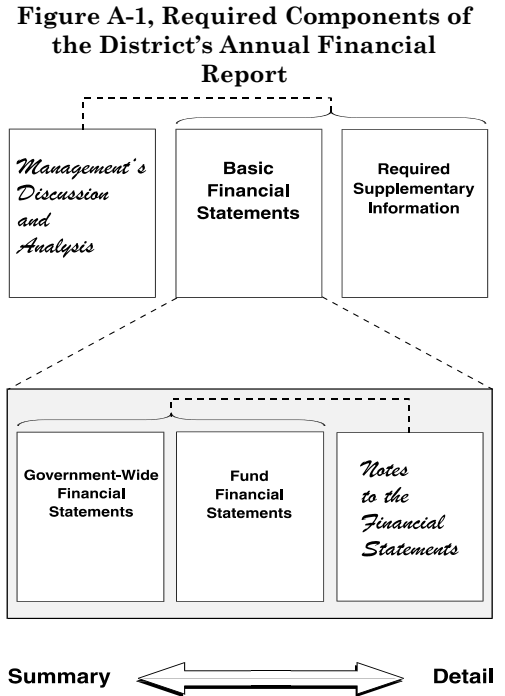 Figure A-1, Required Components of
the District's Annual Financial
Report
Management's
Discussion
and
Analysis
Basic
Financial
Statements
Required
Supplementary
Information
Government-Wide
Financial
Statements
Fund
Financial
Statements
Notes
to the
Financial
Statements
Summary
Detail